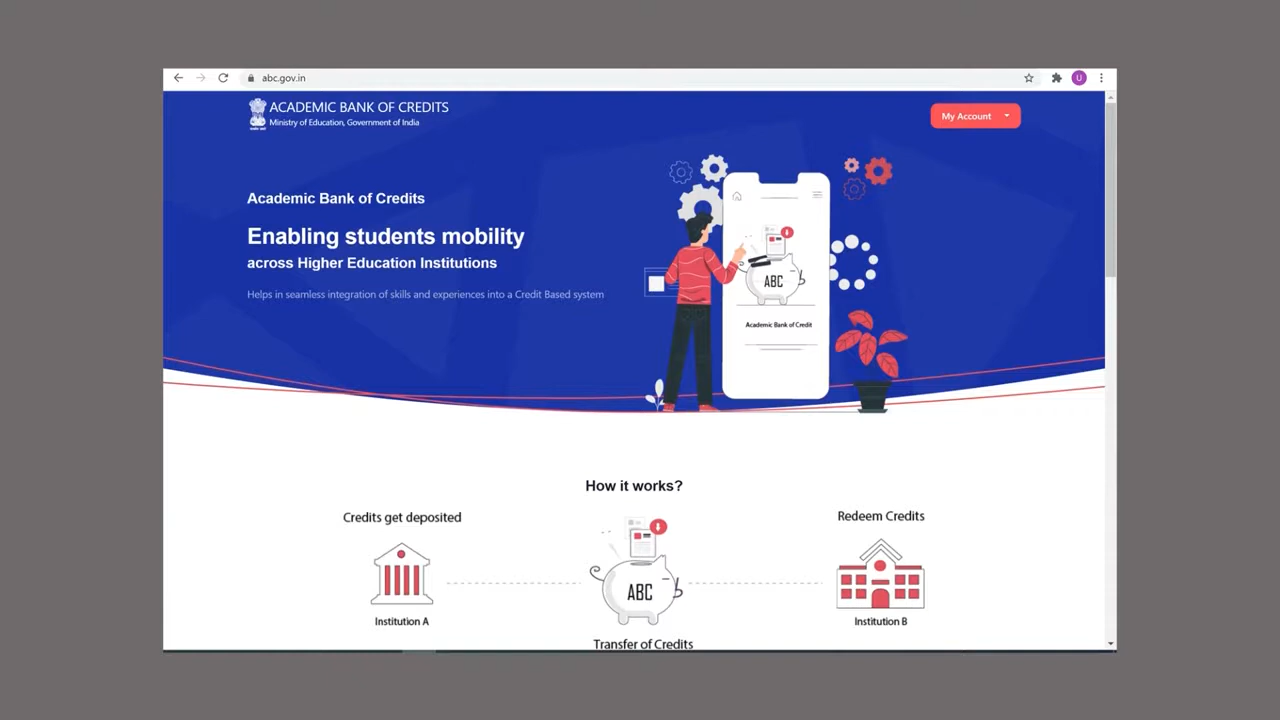 abc.gov.in
U
ACADEMIC BANK OF CREDITS
Ministry of Education, Government of India
My Account
Academic Bank of Credits
Enabling students mobility
across Higher Education Institutions
Helps in seamless integration of skills and experiences into a Credit Based system
ABC
Academic Bank of Credit
How it works?
Credits get deposited
Redeem Credits
ABC
Institution A
Institution B
Transfer of Credits